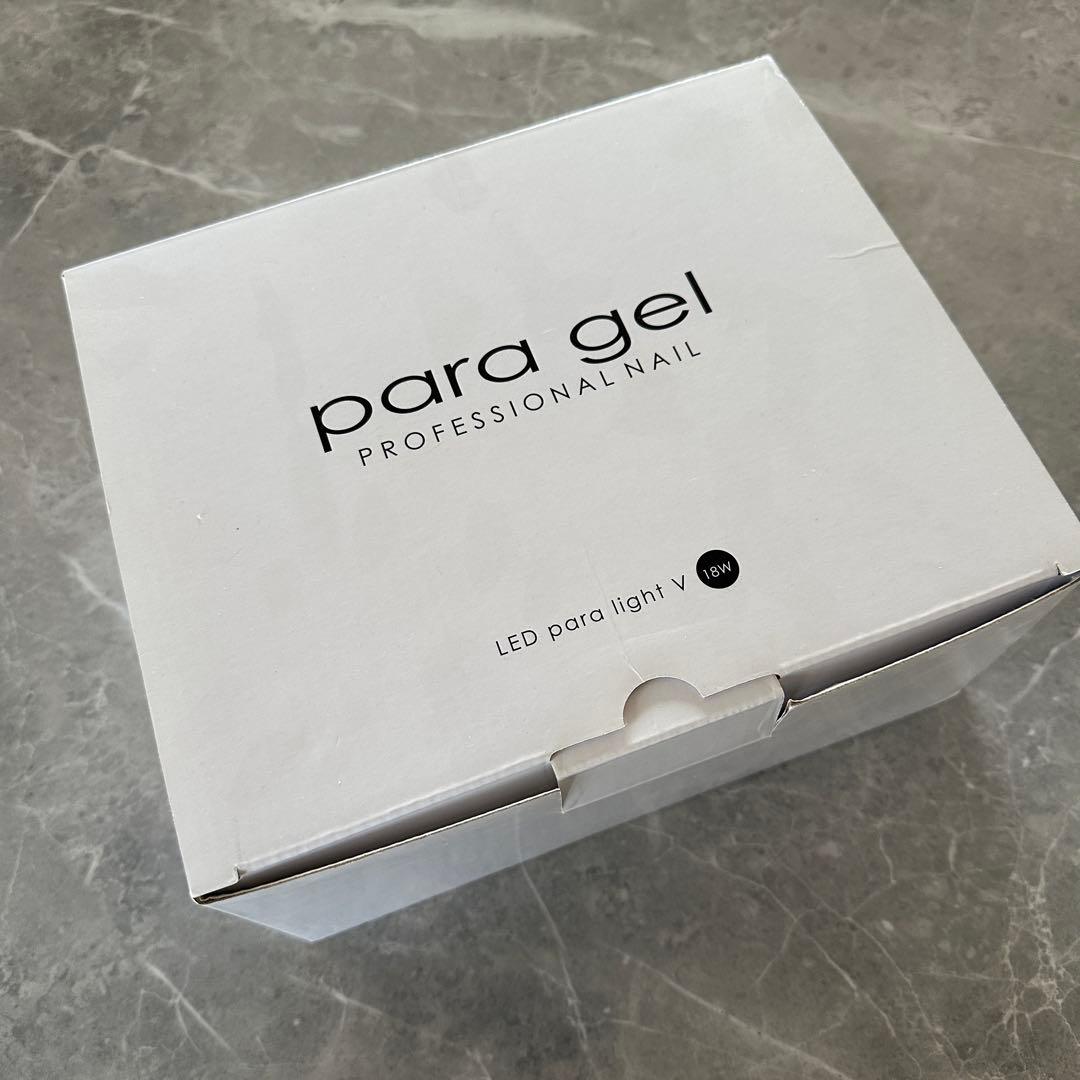 para gel
PROFESSIONAL NAIL
LED para light V 18W